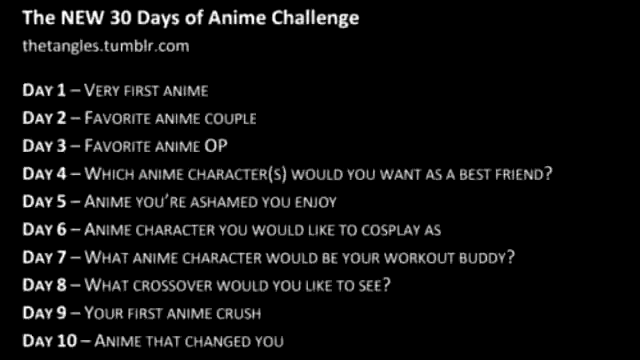 The NEW 30 Days of Anime Challenge
thetangles.tumblr.com
Day 1 – Very first anime
Day 2 – Favorite anime couple
Day 3 – Favorite anime OP
Day 4 – Which anime character(s) would you want as a best friend?
Day 5 – Anime you're ashamed you enjoy
Day 6 – Anime character you would like to cosplay as
Day 7 – What anime character would be your workout buddy?
Day 8 – What crossover would you like to see?
Day 9 – Your first anime crush
Day 10 – Anime that changed you